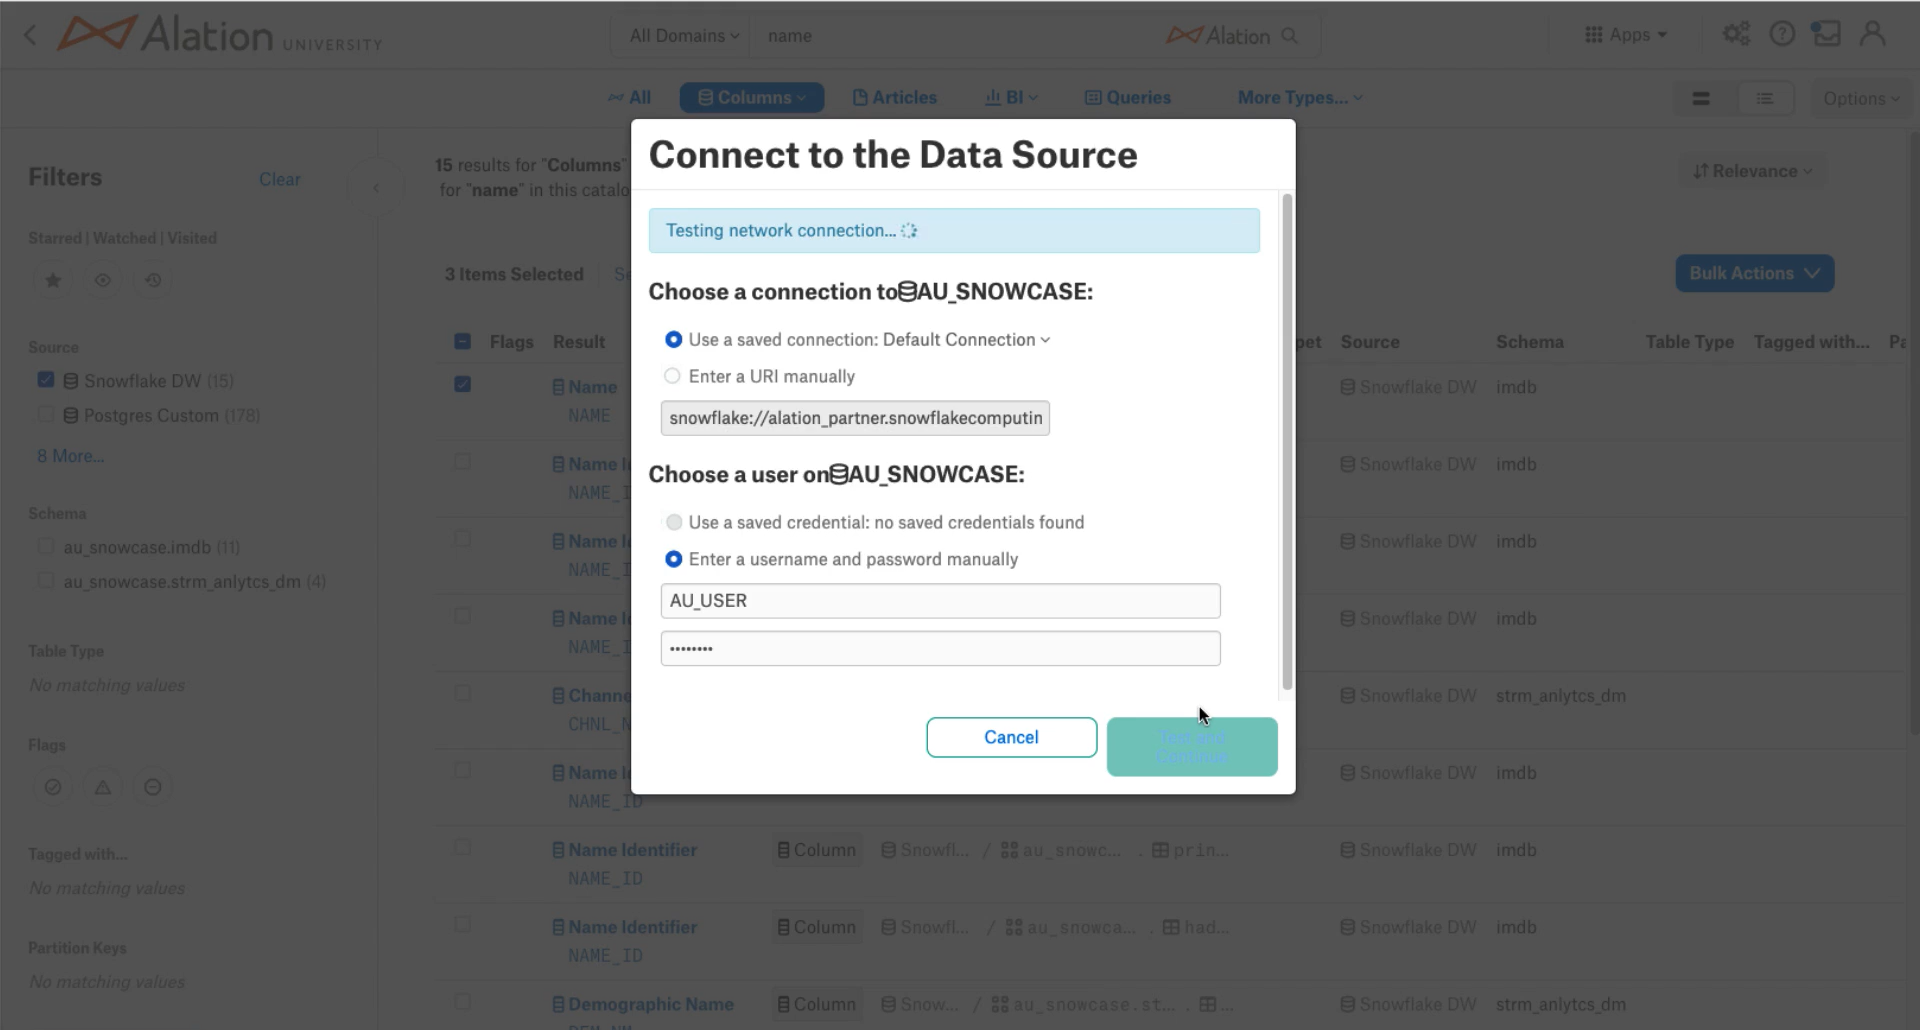 Alation UNIVERSITY
All Domains
name
Alation
Apps
All
Columns
Articles
BI
Queries
More Types...
Options
Filters
Clear
Starred | Watched | Visited
Source
Snowflake DW (15)
Postgres Custom (178)
8 More...
Schema
au_snowcase.imdb (11)
au_snowcase.strm_anlytcs_dm (4)
Table Type
No matching values
Flags
Tagged with...
No matching values
Partition Keys
No matching values
15 results for "Columns"
for "name" in this catalo
Relevance
3 Items Selected
Bulk Actions
Flags Result
Source Schema Table Type Tagged with...
Name
NAME
Snowflake DW imdb
Name
Snowflake DW imdb
Name
Snowflake DW imdb
Name
Snowflake DW imdb
Snowflake DW strm_anlytcs_dm
Name
NAME_ID
Snowflake DW imdb
Name Identifier Column Snowfl... / au_snowc... . prin... Snowflake DW imdb
NAME_ID
Name Identifier Column Snowfl... / au_snowca... . had... Snowflake DW imdb
NAME_ID
Demographic Name Column Snow... / au_snowcase.st... . ... Snowflake DW strm_anlytcs_dm
Connect to the Data Source
Testing network connection...
Choose a connection to AU_SNOWCASE:
Use a saved connection: Default Connection
Enter a URI manually
snowflake://alation_partner.snowflakecomputin
Choose a user on AU_SNOWCASE:
Use a saved credential: no saved credentials found
Enter a username and password manually
AU_USER
••••••••
Cancel
Test and
Continue